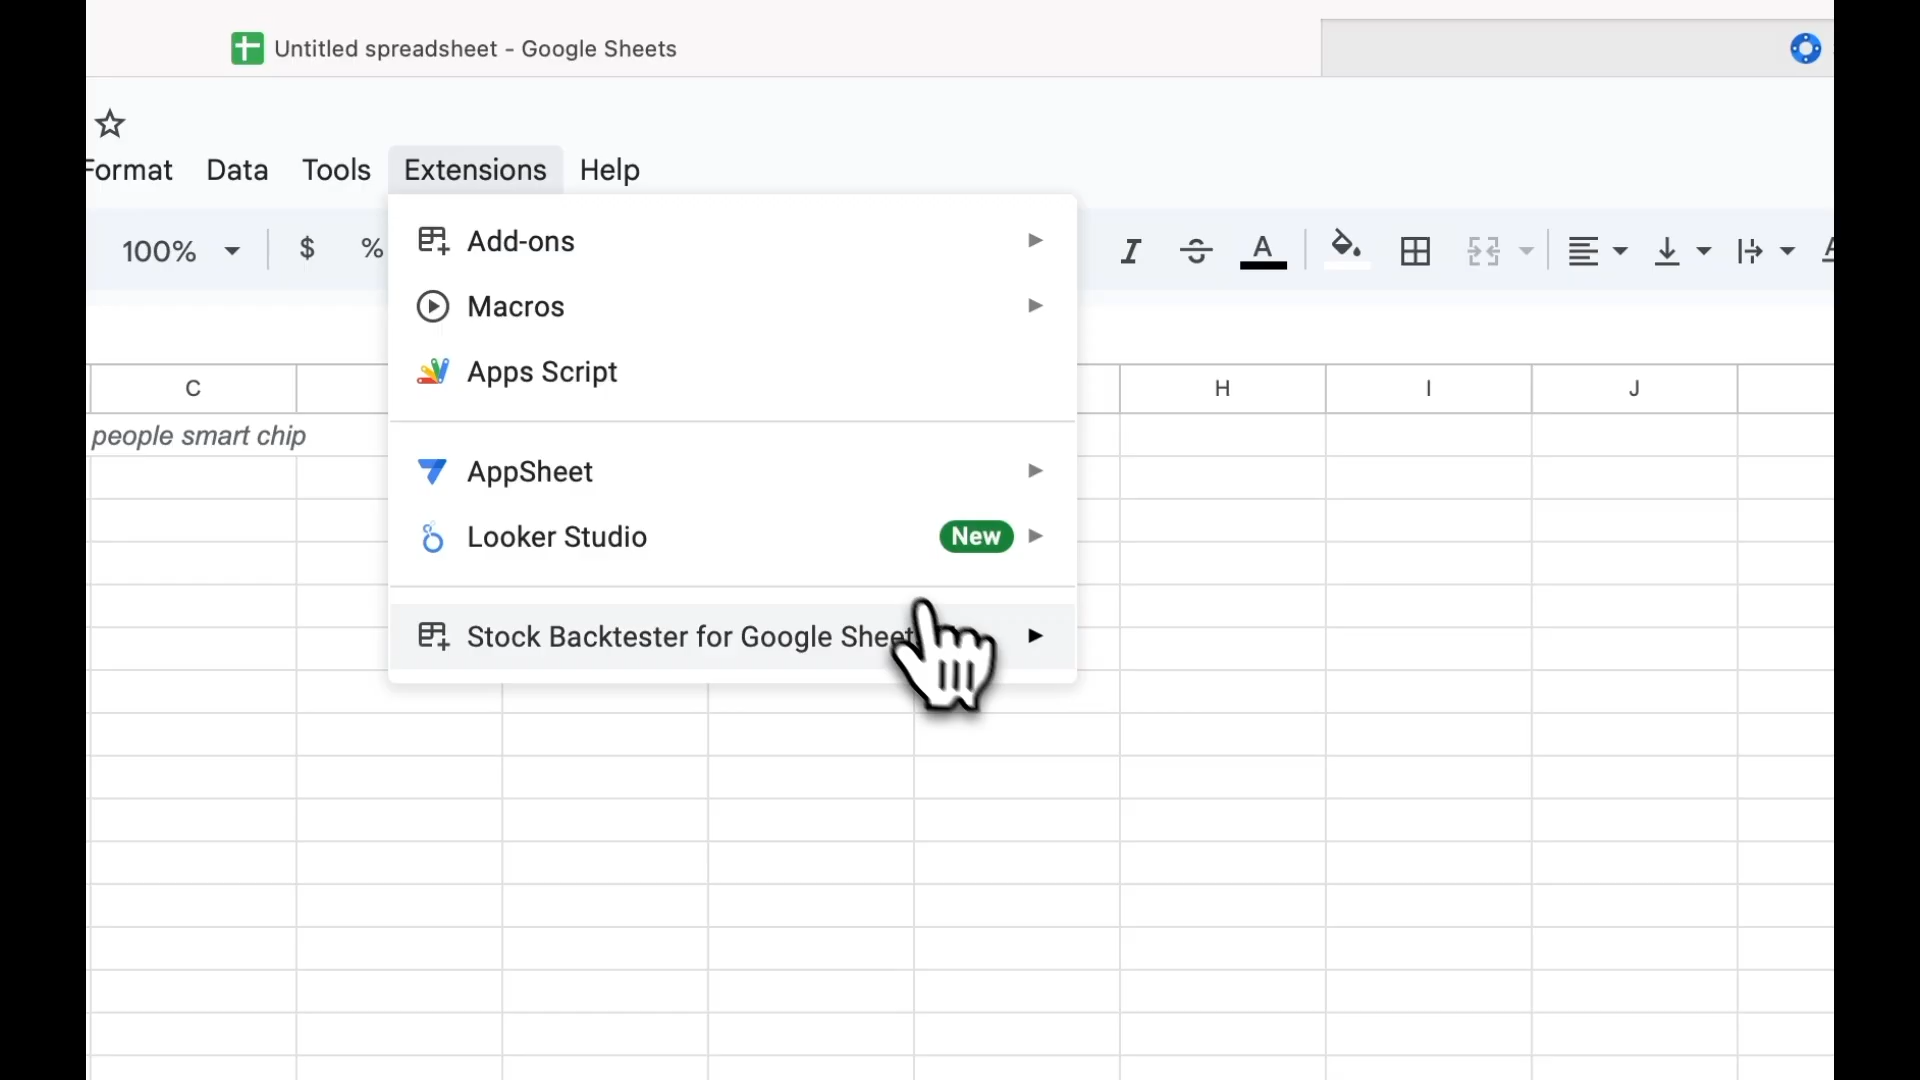 Untitled spreadsheet - Google Sheets
Format Data Tools Extensions Help
100% $ % A
Add-ons
Macros
Apps Script
C H I J
people smart chip
AppSheet
Looker Studio New
Stock Backtester for Google Sheet